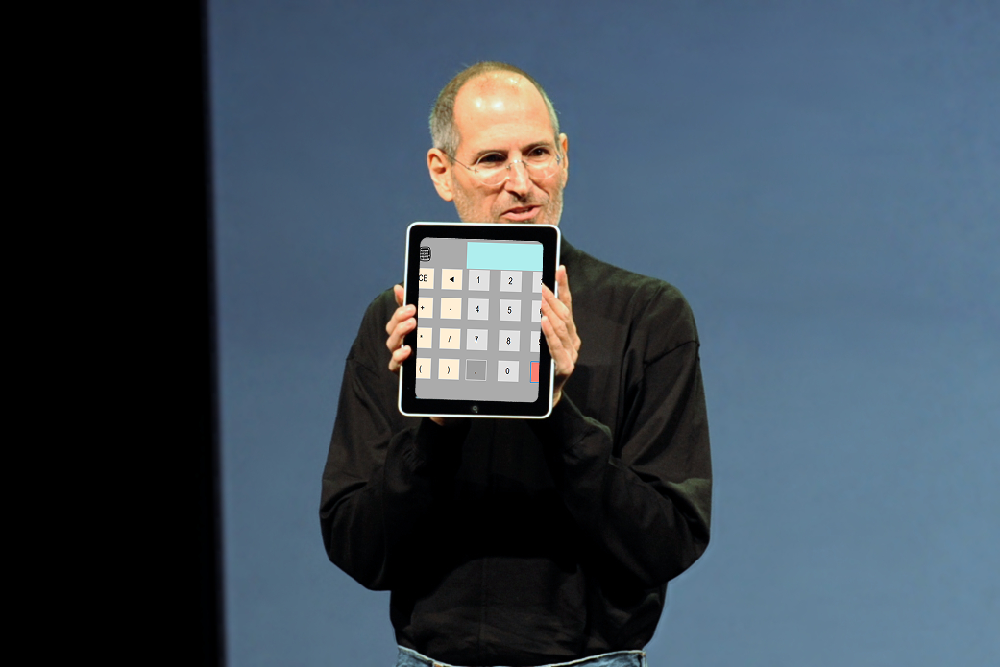 CE ◄ 1 2
+ - 4 5
* / 7 8
( ) . 0